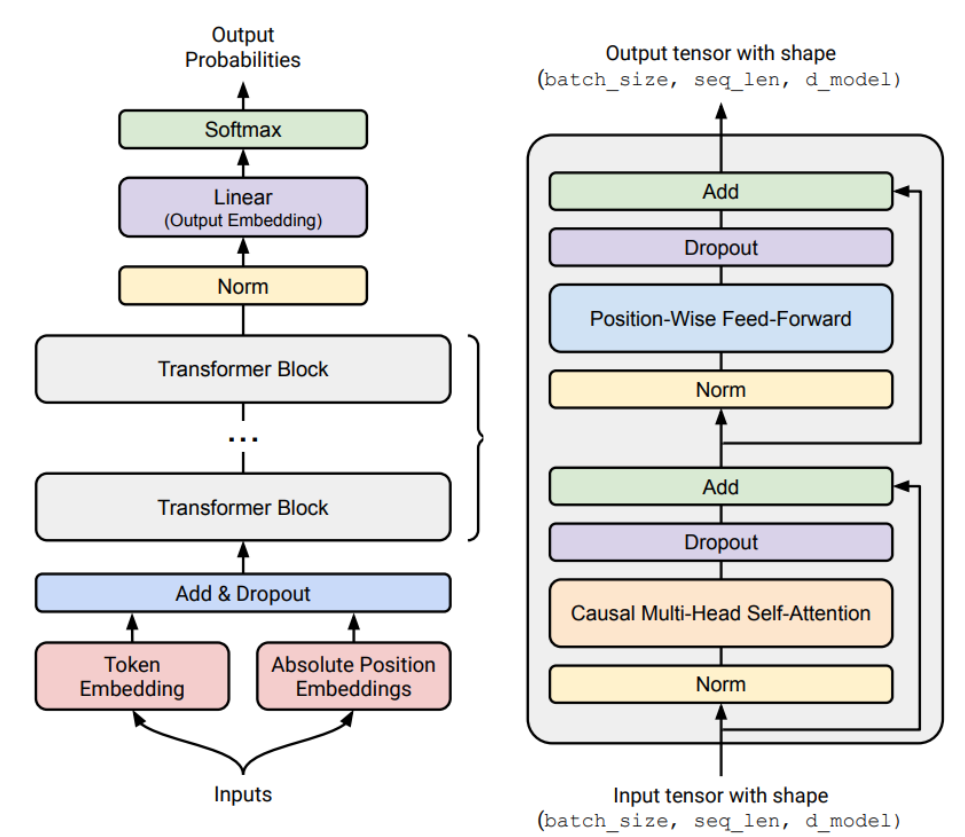 Output
Probabilities
Softmax
Linear
(Output Embedding)
Norm
Transformer Block
...
Transformer Block
Add & Dropout
Token
Embedding
Absolute Position
Embeddings
Inputs
Output tensor with shape
(batch_size, seq_len, d_model)
Add
Dropout
Position-Wise Feed-Forward
Norm
Add
Dropout
Causal Multi-Head Self-Attention
Norm
Input tensor with shape
(batch_size, seq_len, d_model)